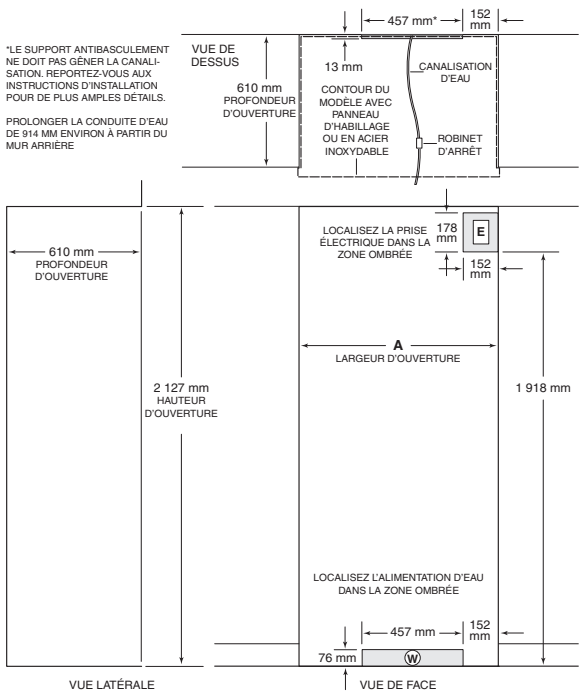 *LE SUPPORT ANTIBASCULEMENT
NE DOIT PAS GÊNER LA CANALI-
SATION. REPORTEZ-VOUS AUX
INSTRUCTIONS D'INSTALLATION
POUR DE PLUS AMPLES DÉTAILS.
PROLONGER LA CONDUITE D'EAU
DE 914 MM ENVIRON À PARTIR DU
MUR ARRIÈRE
VUE DE
DESSUS
457 mm*
152
mm
13 mm
610 mm
PROFONDEUR
D'OUVERTURE
CONTOUR DU
MODÈLE AVEC
PANNEAU
D'HABILLAGE
OU EN ACIER
INOXYDABLE
CANALISATION
D'EAU
ROBINET
D'ARRÊT
610 mm
PROFONDEUR
D'OUVERTURE
2 127 mm
HAUTEUR
D'OUVERTURE
LOCALISEZ LA PRISE
ÉLECTRIQUE DANS LA
ZONE OMBRÉE
178
mm
E
152
mm
A
LARGEUR D'OUVERTURE
1 918 mm
LOCALISEZ L'ALIMENTATION D'EAU
DANS LA ZONE OMBRÉE
457 mm
152
mm
76 mm
W
VUE LATÉRALE
VUE DE FACE